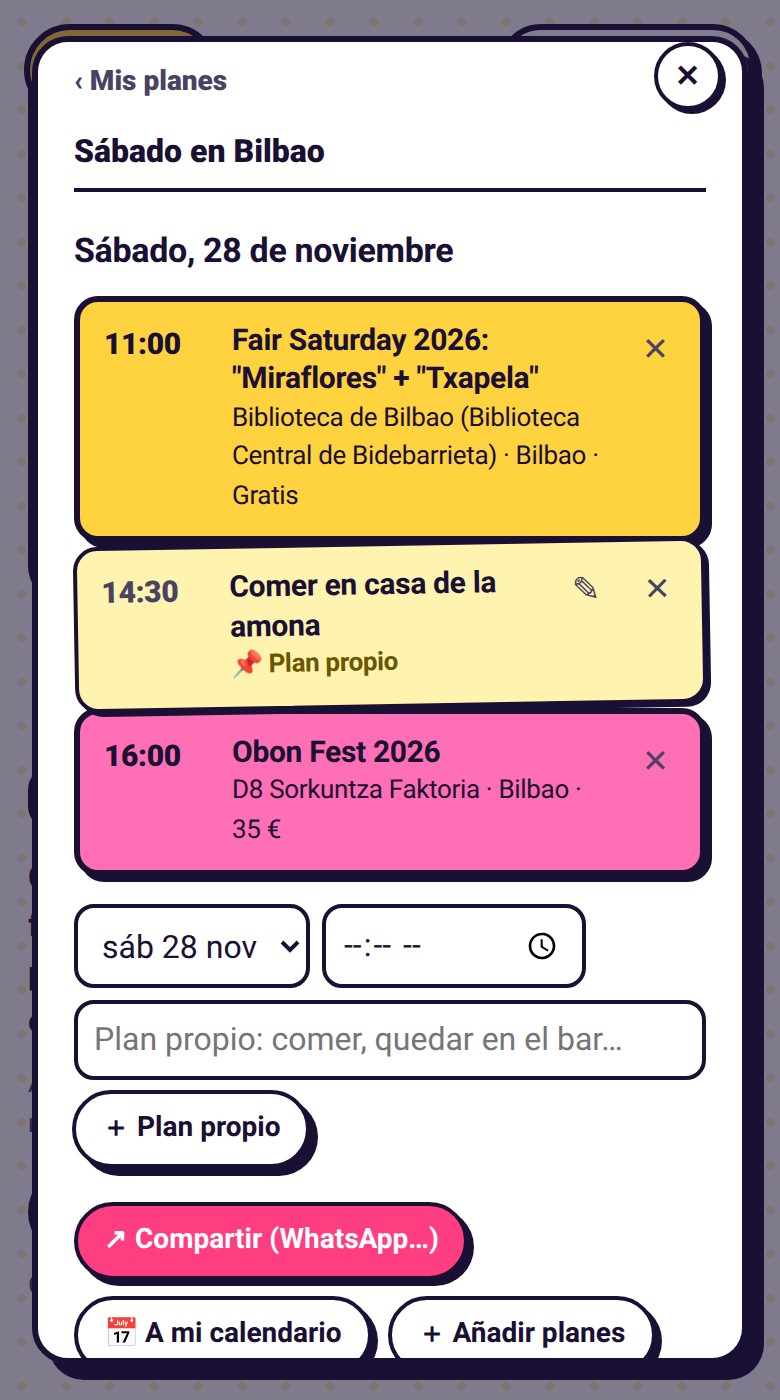 ‹ Mis planes
✕
Sábado en Bilbao
Sábado, 28 de noviembre
11:00
Fair Saturday 2026:
"Miraflores" + "Txapela"
Biblioteca de Bilbao (Biblioteca
Central de Bidebarrieta) · Bilbao ·
Gratis
✕
14:30
Comer en casa de la
amona
📌 Plan propio
✎ ✕
16:00
Obon Fest 2026
D8 Sorkuntza Faktoria · Bilbao ·
35 €
✕
sáb 28 nov
--:-- --
Plan propio: comer, quedar en el bar…
+ Plan propio
↗ Compartir (WhatsApp…)
📅 A mi calendario
+ Añadir planes